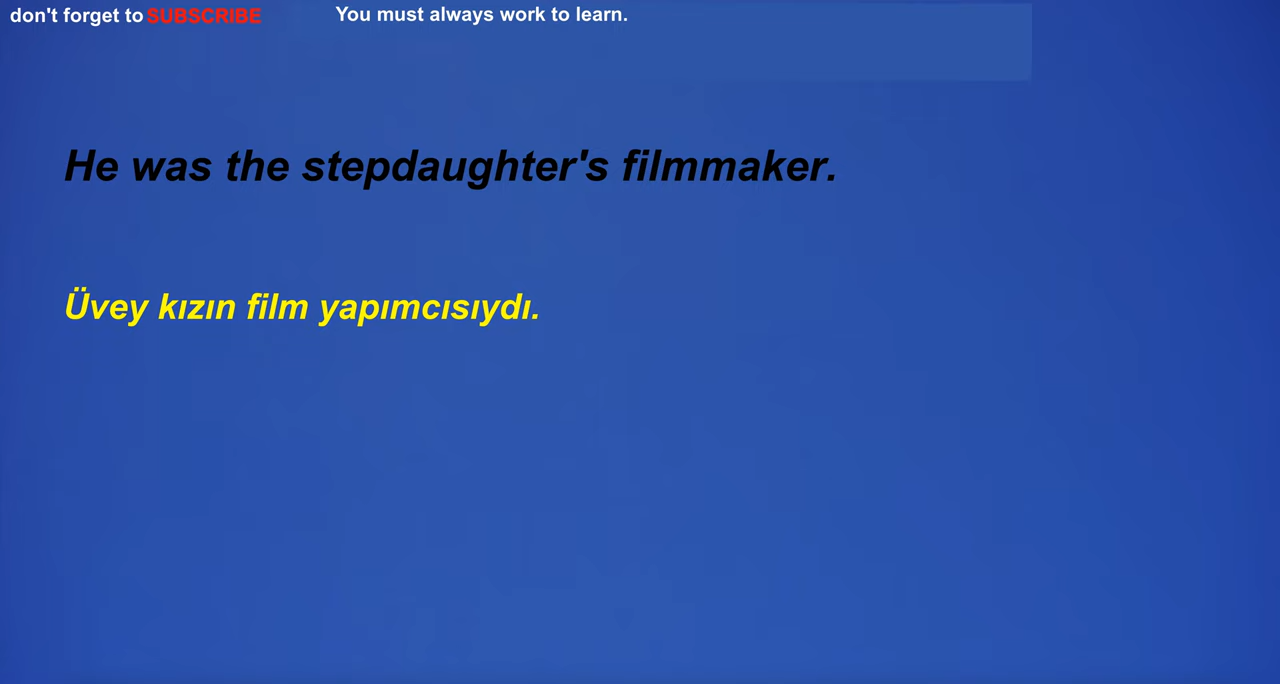 don't forget to SUBSCRIBE You must always work to learn.
He was the stepdaughter's filmmaker.
Üvey kızın film yapımcısıydı.